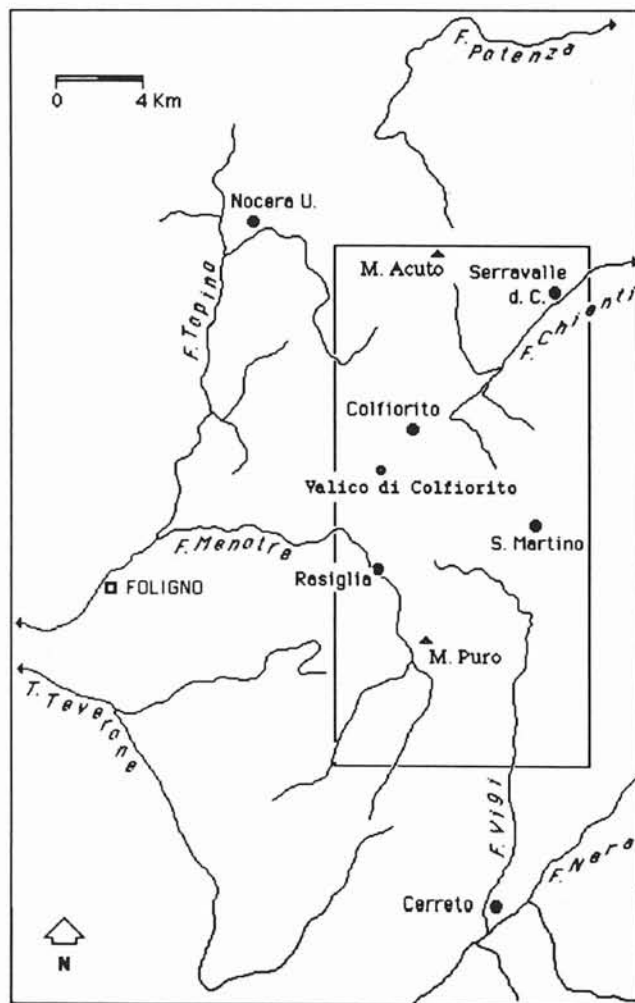 F. Potenza
0 4 Km
Nocera U.
M. Acuto
Serravalle
d. C.
F. Topino
F. Chienti
Colfiorito
Valico di Colfiorito
F. Menotre
S. Martino
Rasiglia
FOLIGNO
M. Puro
T. Teverone
F. Vigi
F. Nera
Cerreto
N